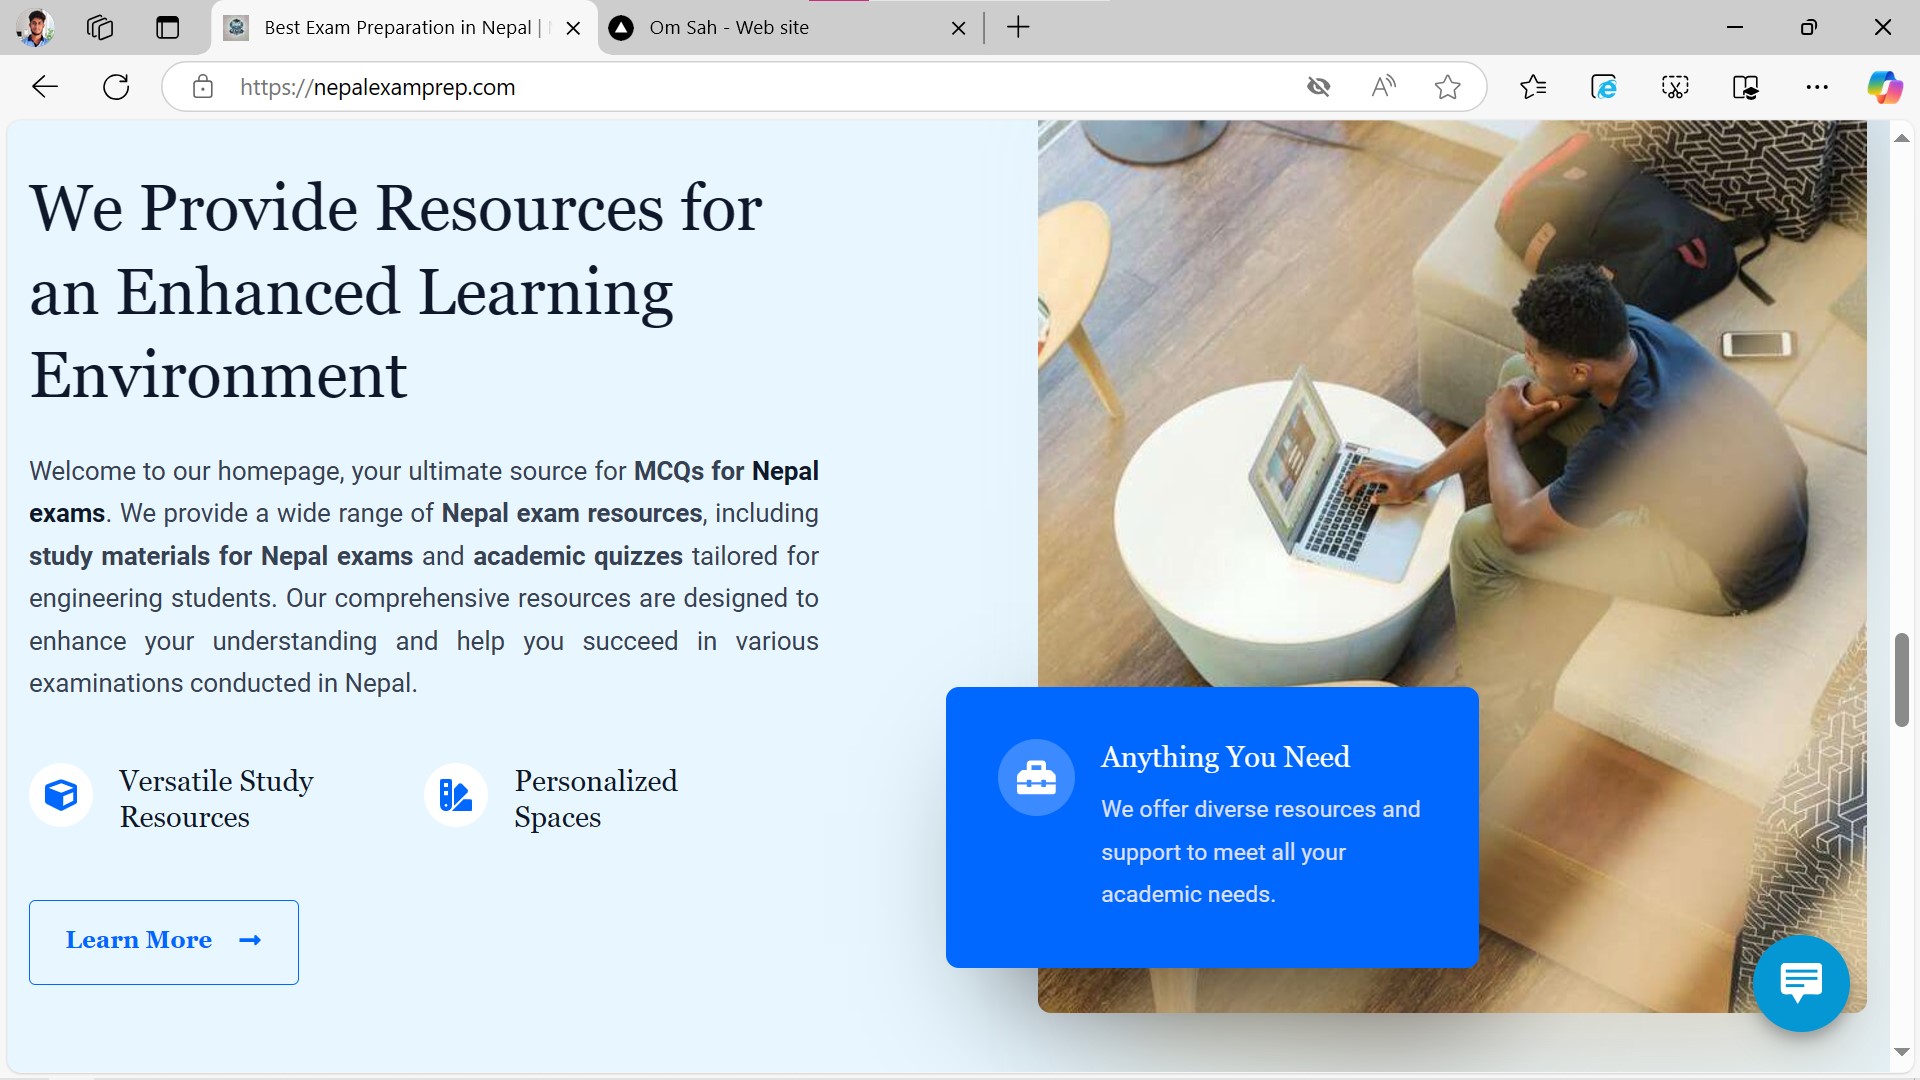 Best Exam Preparation in Nepal |
Om Sah - Web site
https://nepalexamprep.com
We Provide Resources for
an Enhanced Learning
Environment
Welcome to our homepage, your ultimate source for MCQs for Nepal
exams. We provide a wide range of Nepal exam resources, including
study materials for Nepal exams and academic quizzes tailored for
engineering students. Our comprehensive resources are designed to
enhance your understanding and help you succeed in various
examinations conducted in Nepal.
Versatile Study
Resources
Personalized
Spaces
Learn More
Anything You Need
We offer diverse resources and
support to meet all your
academic needs.